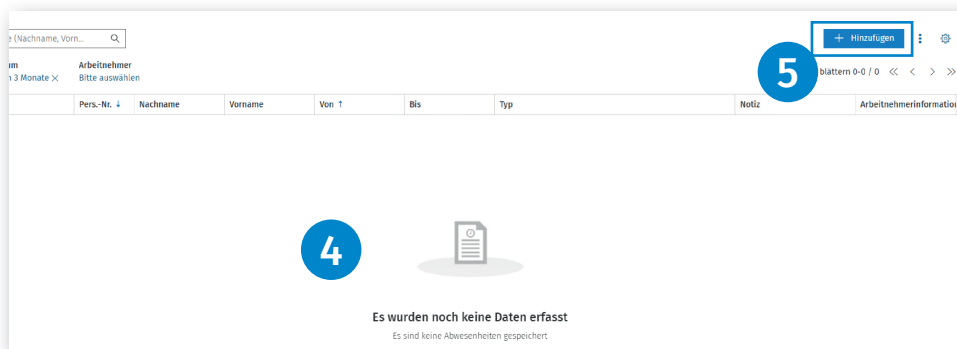 e (Nachname, Vorn...
+ Hinzufügen
um
Arbeitnehmer
n 3 Monate ×
Bitte auswählen
5
blättern 0-0 / 0 « < > »
Pers.-Nr. ↓ Nachname Vorname Von ↑ Bis Typ Notiz Arbeitnehmerinformation
4
Es wurden noch keine Daten erfasst
Es sind keine Abwesenheiten gespeichert